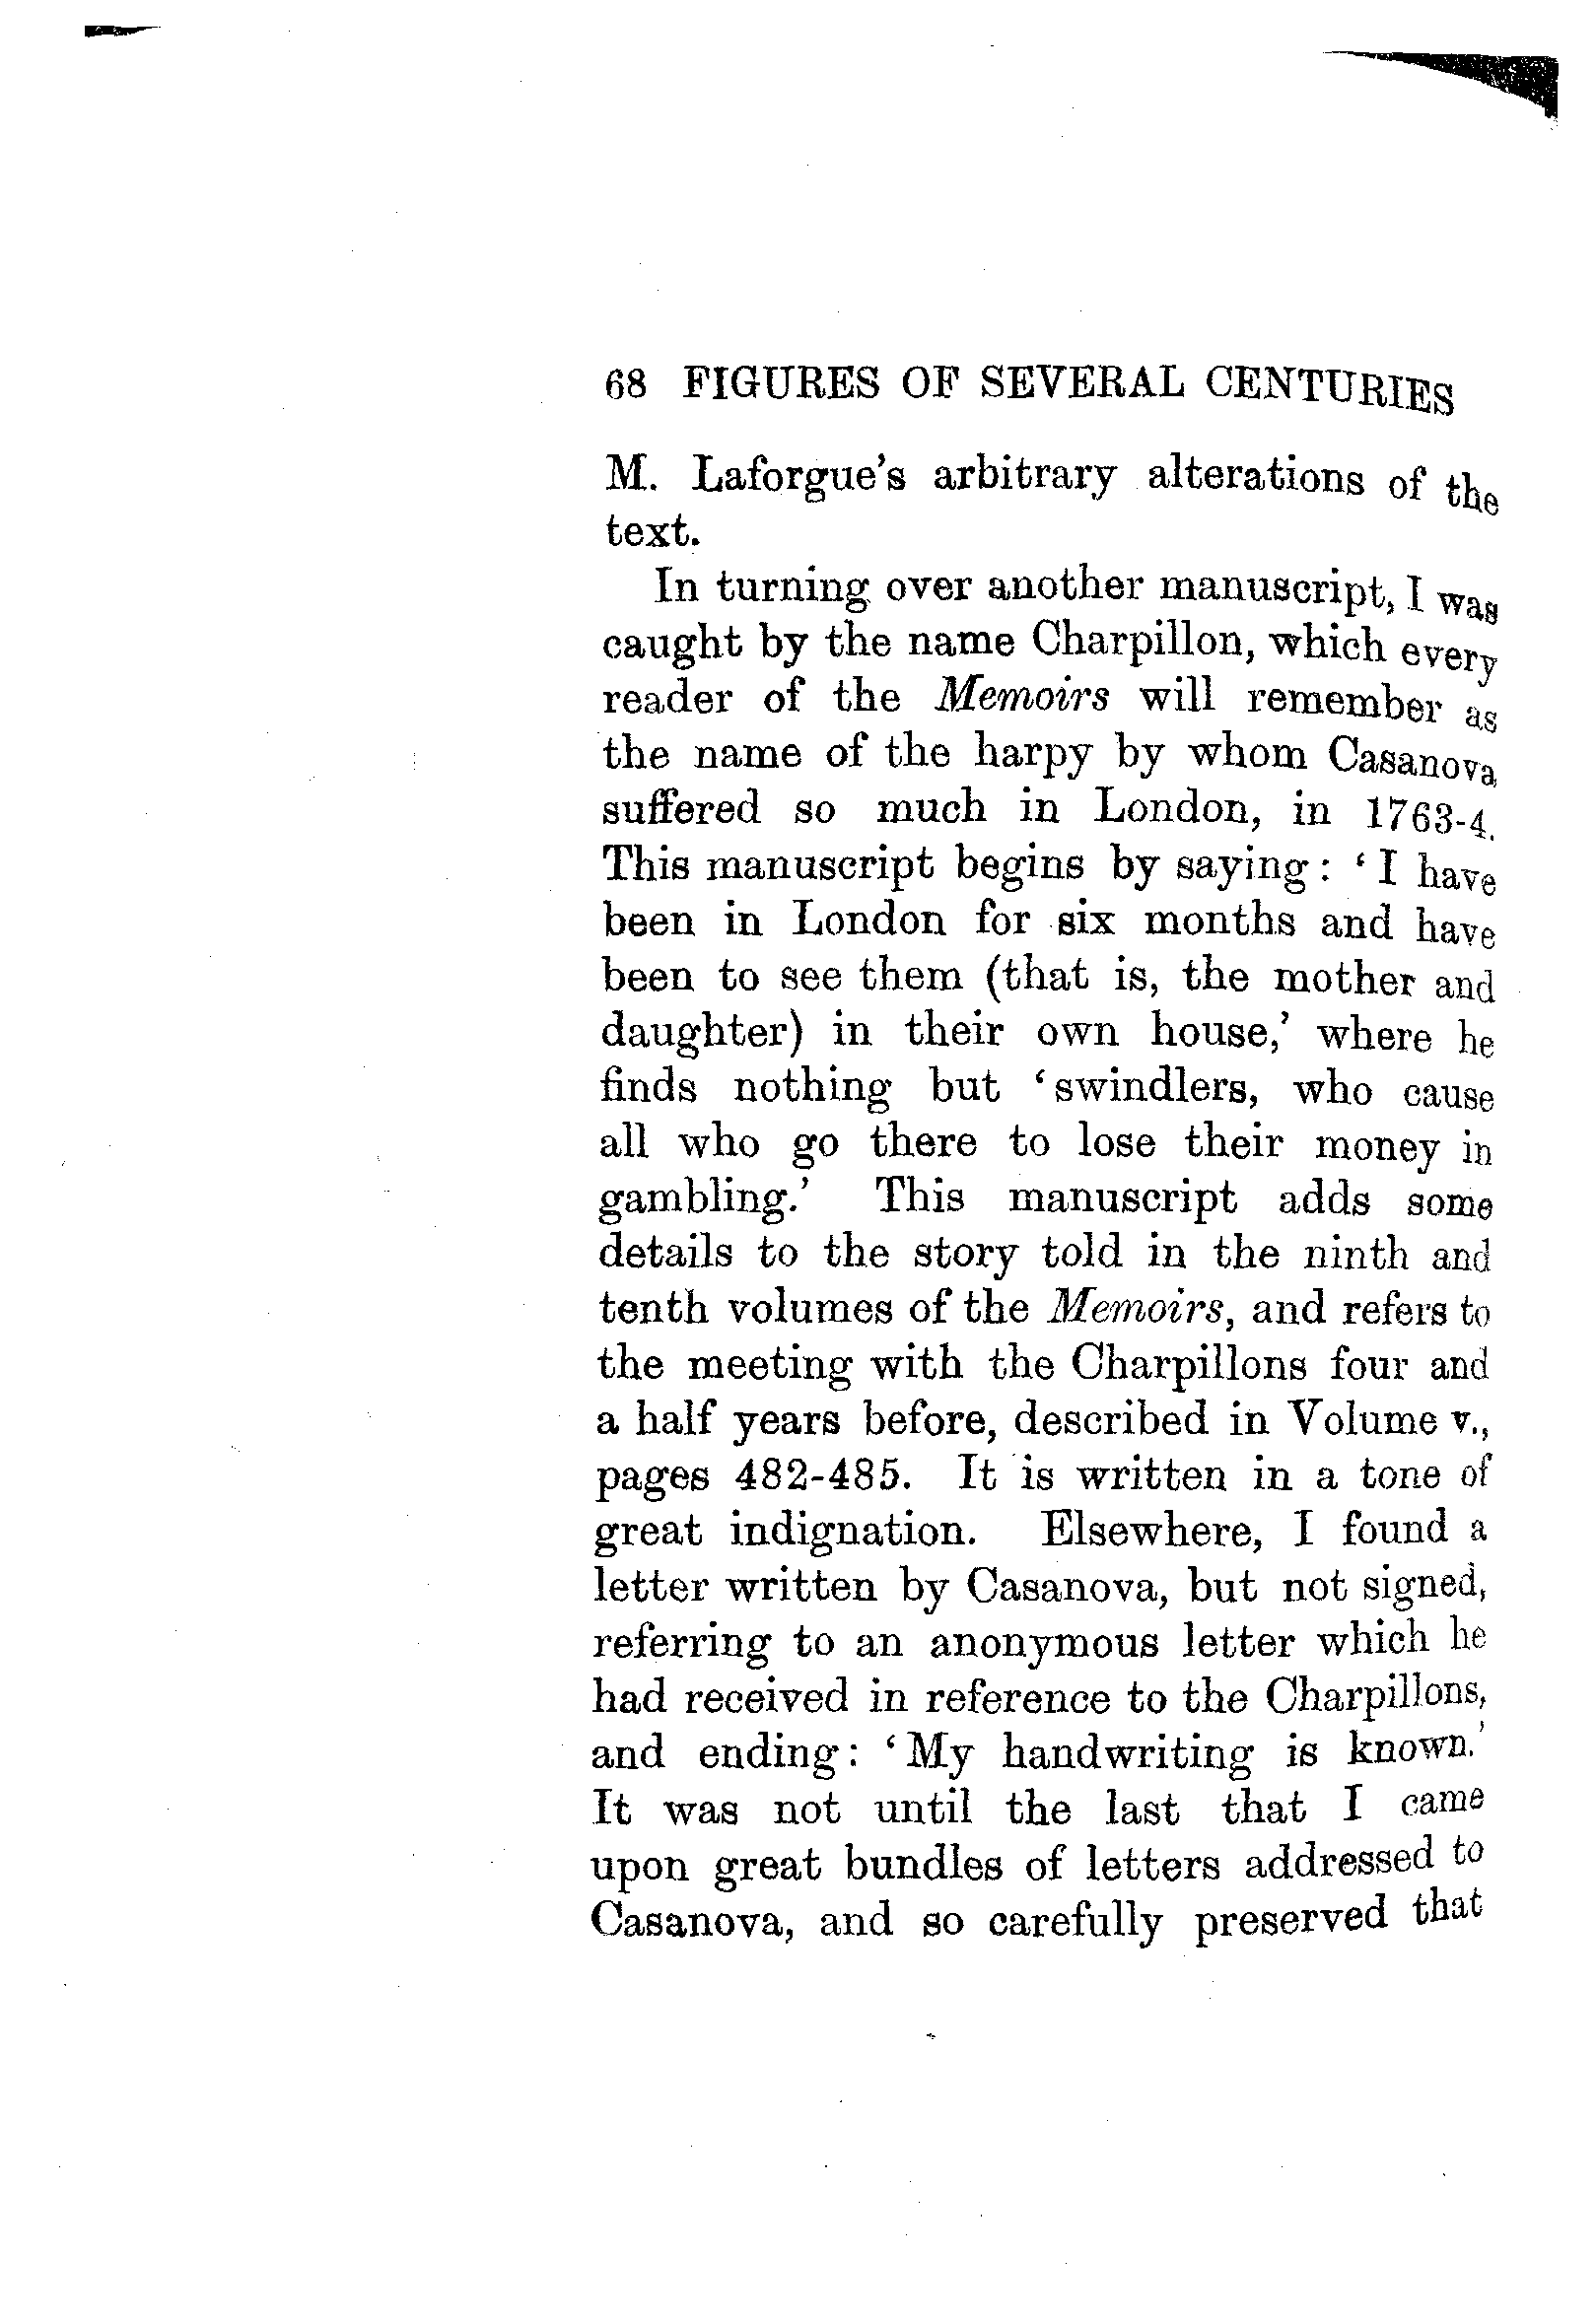 68 FIGURES OF SEVERAL CENTURIES
M. Laforgue's arbitrary alterations of the
text.
In turning over another manuscript, I was
caught by the name Charpillon, which every
reader of the Memoirs will remember as
the name of the harpy by whom Casanova
suffered so much in London, in 1763-4.
This manuscript begins by saying: ‘I have
been in London for six months and have
been to see them (that is, the mother and
daughter) in their own house,’ where he
finds nothing but ‘swindlers, who cause
all who go there to lose their money in
gambling.’ This manuscript adds some
details to the story told in the ninth and
tenth volumes of the Memoirs, and refers to
the meeting with the Charpillons four and
a half years before, described in Volume v.,
pages 482-485. It is written in a tone of
great indignation. Elsewhere, I found a
letter written by Casanova, but not signed,
referring to an anonymous letter which he
had received in reference to the Charpillons,
and ending: ‘My handwriting is known.’
It was not until the last that I came
upon great bundles of letters addressed to
Casanova, and so carefully preserved that